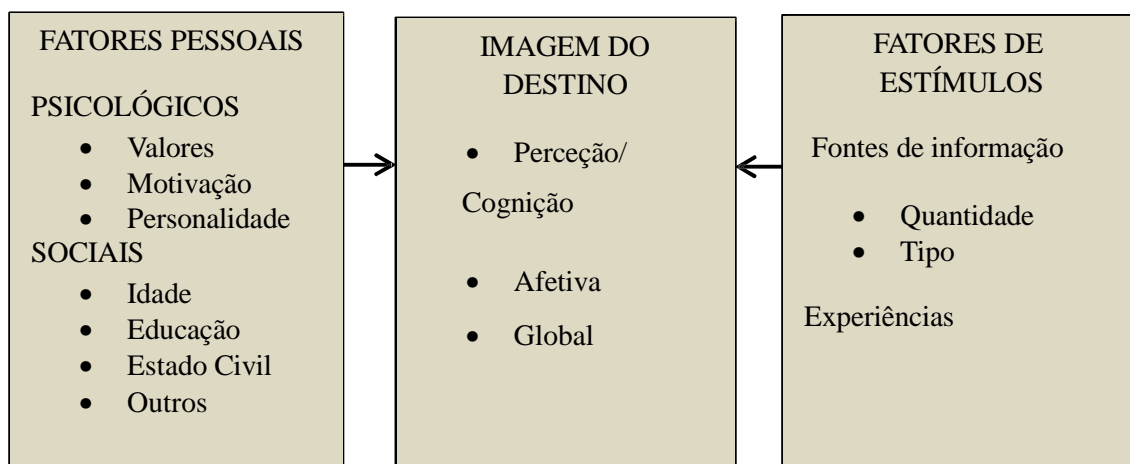 FATORES PESSOAIS
PSICOLÓGICOS
• Valores
• Motivação
• Personalidade
SOCIAIS
• Idade
• Educação
• Estado Civil
• Outros
IMAGEM DO
DESTINO
• Perceção/
Cognição
• Afetiva
• Global
FATORES DE
ESTÍMULOS
Fontes de informação
• Quantidade
• Tipo
Experiências